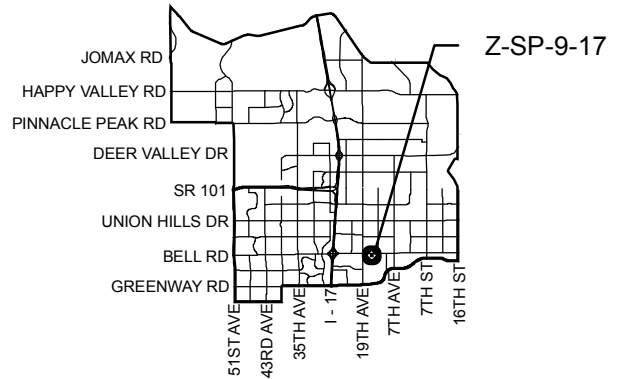 Z-SP-9-17
JOMAX RD
HAPPY VALLEY RD
PINNACLE PEAK RD
DEER VALLEY DR
SR 101
UNION HILLS DR
BELL RD
GREENWAY RD
51ST AVE
43RD AVE
35TH AVE
I - 17
19TH AVE
7TH AVE
7TH ST
16TH ST